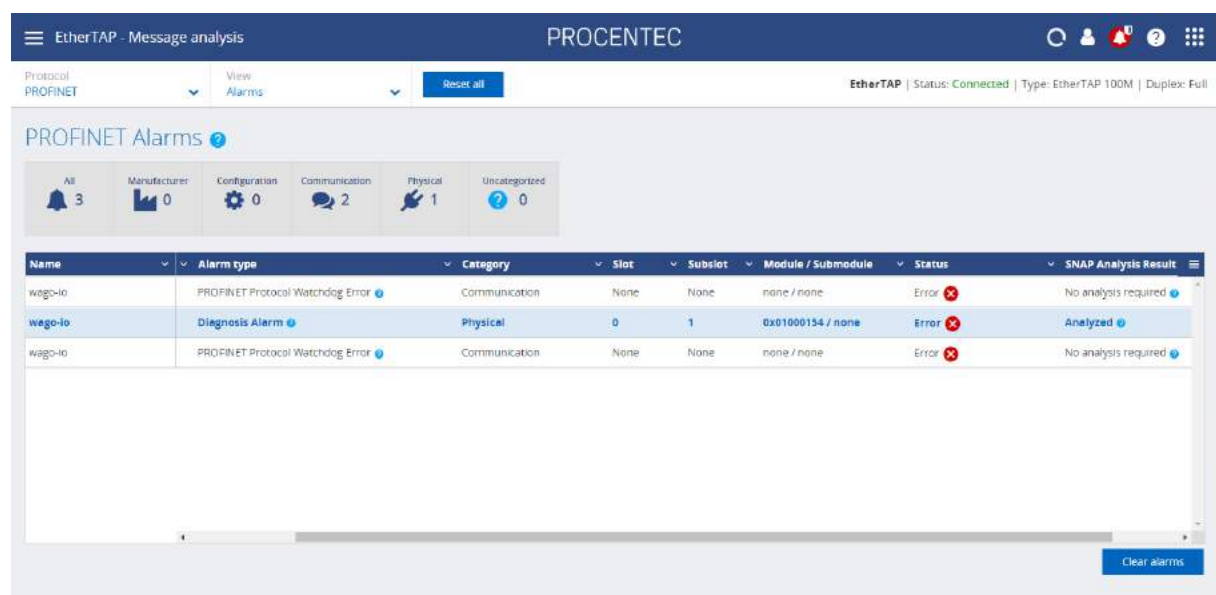 EtherTAP - Message analysis
PROCENTEC
Protocol
PROFINET
View
Alarms
Reset all
EtherTAP | Status: Connected | Type: EtherTAP 100M | Duplex: Full
PROFINET Alarms
All
3
Manufacturer
0
Configuration
0
Communication
2
Physical
1
Uncategorized
0
Name Alarm type Category Slot Subslot Module / Submodule Status SNAP Analysis Result
wago-io PROFINET Protocol Watchdog Error Communication None None none / none Error No analysis required
wago-io Diagnosis Alarm Physical 0 1 0x01000154 / none Error Analyzed
wago-io PROFINET Protocol Watchdog Error Communication None None none / none Error No analysis required
Clear alarms